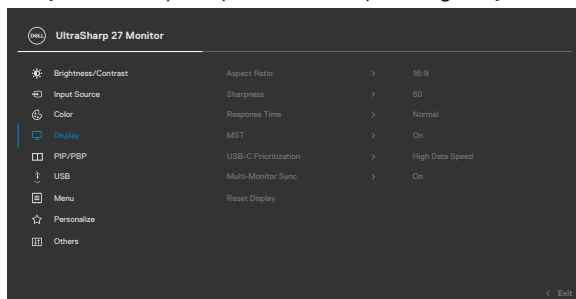 DELL UltraSharp 27 Monitor
Brightness/Contrast Aspect Ratio > 16:9
Input Source Sharpness > 50
Color Response Time > Normal
Display MST > On
PIP/PBP USB-C Prioritization > High Data Speed
USB Multi-Monitor Sync > On
Menu Reset Display
Personalize
Others
< Exit